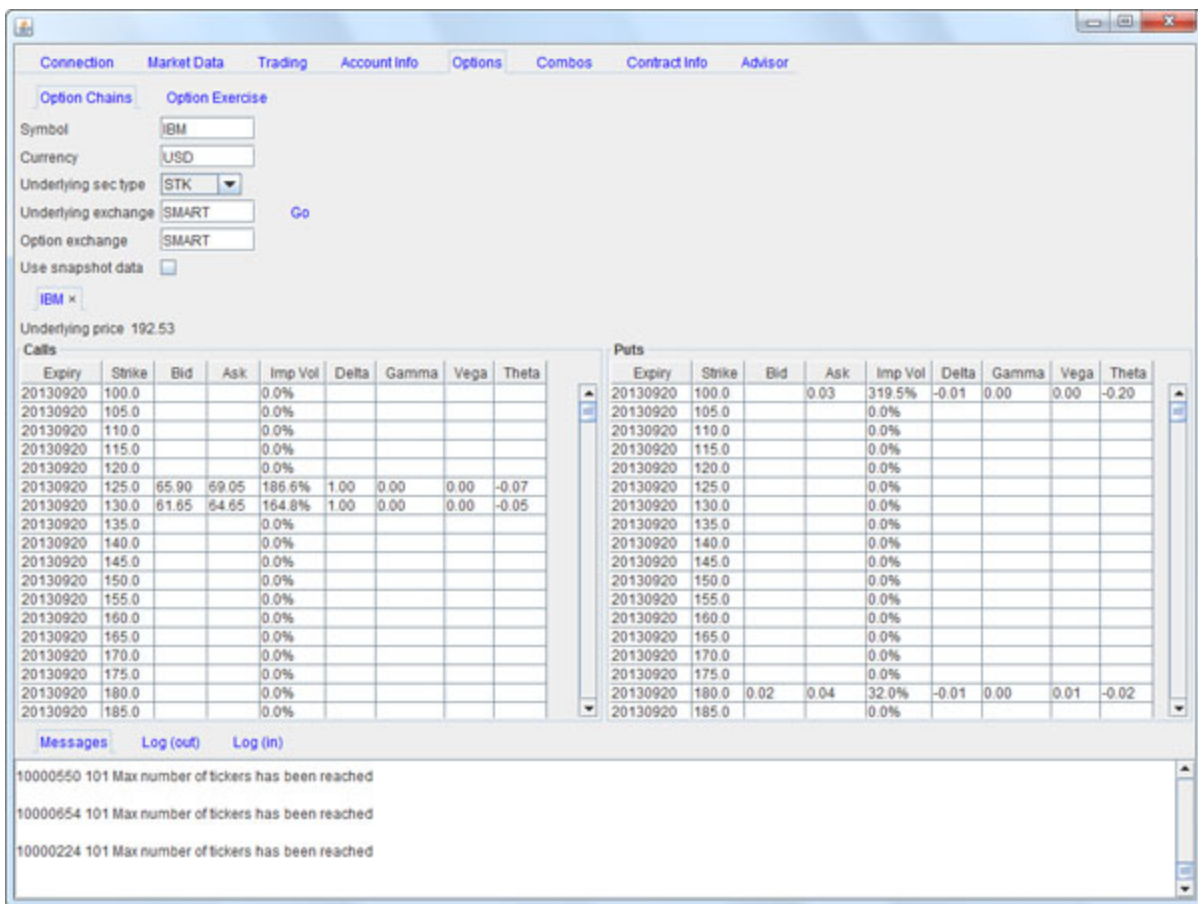 Connection Market Data Trading Account Info Options Combos Contract Info Advisor
Option Chains Option Exercise
Symbol IBM
Currency USD
Underlying sec type STK
Underlying exchange SMART Go
Option exchange SMART
Use snapshot data
IBM ×
Underlying price 192.53
Calls
Expiry Strike Bid Ask Imp Vol Delta Gamma Vega Theta
20130920 100.0 0.0%
20130920 105.0 0.0%
20130920 110.0 0.0%
20130920 115.0 0.0%
20130920 120.0 0.0%
20130920 125.0 65.90 69.05 186.6% 1.00 0.00 0.00 -0.07
20130920 130.0 61.65 64.65 164.8% 1.00 0.00 0.00 -0.05
20130920 135.0 0.0%
20130920 140.0 0.0%
20130920 145.0 0.0%
20130920 150.0 0.0%
20130920 155.0 0.0%
20130920 160.0 0.0%
20130920 165.0 0.0%
20130920 170.0 0.0%
20130920 175.0 0.0%
20130920 180.0 0.0%
20130920 185.0 0.0%
Puts
Expiry Strike Bid Ask Imp Vol Delta Gamma Vega Theta
20130920 100.0 0.03 319.5% -0.01 0.00 0.00 -0.20
20130920 105.0 0.0%
20130920 110.0 0.0%
20130920 115.0 0.0%
20130920 120.0 0.0%
20130920 125.0 0.0%
20130920 130.0 0.0%
20130920 135.0 0.0%
20130920 140.0 0.0%
20130920 145.0 0.0%
20130920 150.0 0.0%
20130920 155.0 0.0%
20130920 160.0 0.0%
20130920 165.0 0.0%
20130920 170.0 0.0%
20130920 175.0 0.0%
20130920 180.0 0.02 0.04 32.0% -0.01 0.00 0.01 -0.02
20130920 185.0 0.0%
Messages Log (out) Log (in)
10000550 101 Max number of tickers has been reached
10000654 101 Max number of tickers has been reached
10000224 101 Max number of tickers has been reached